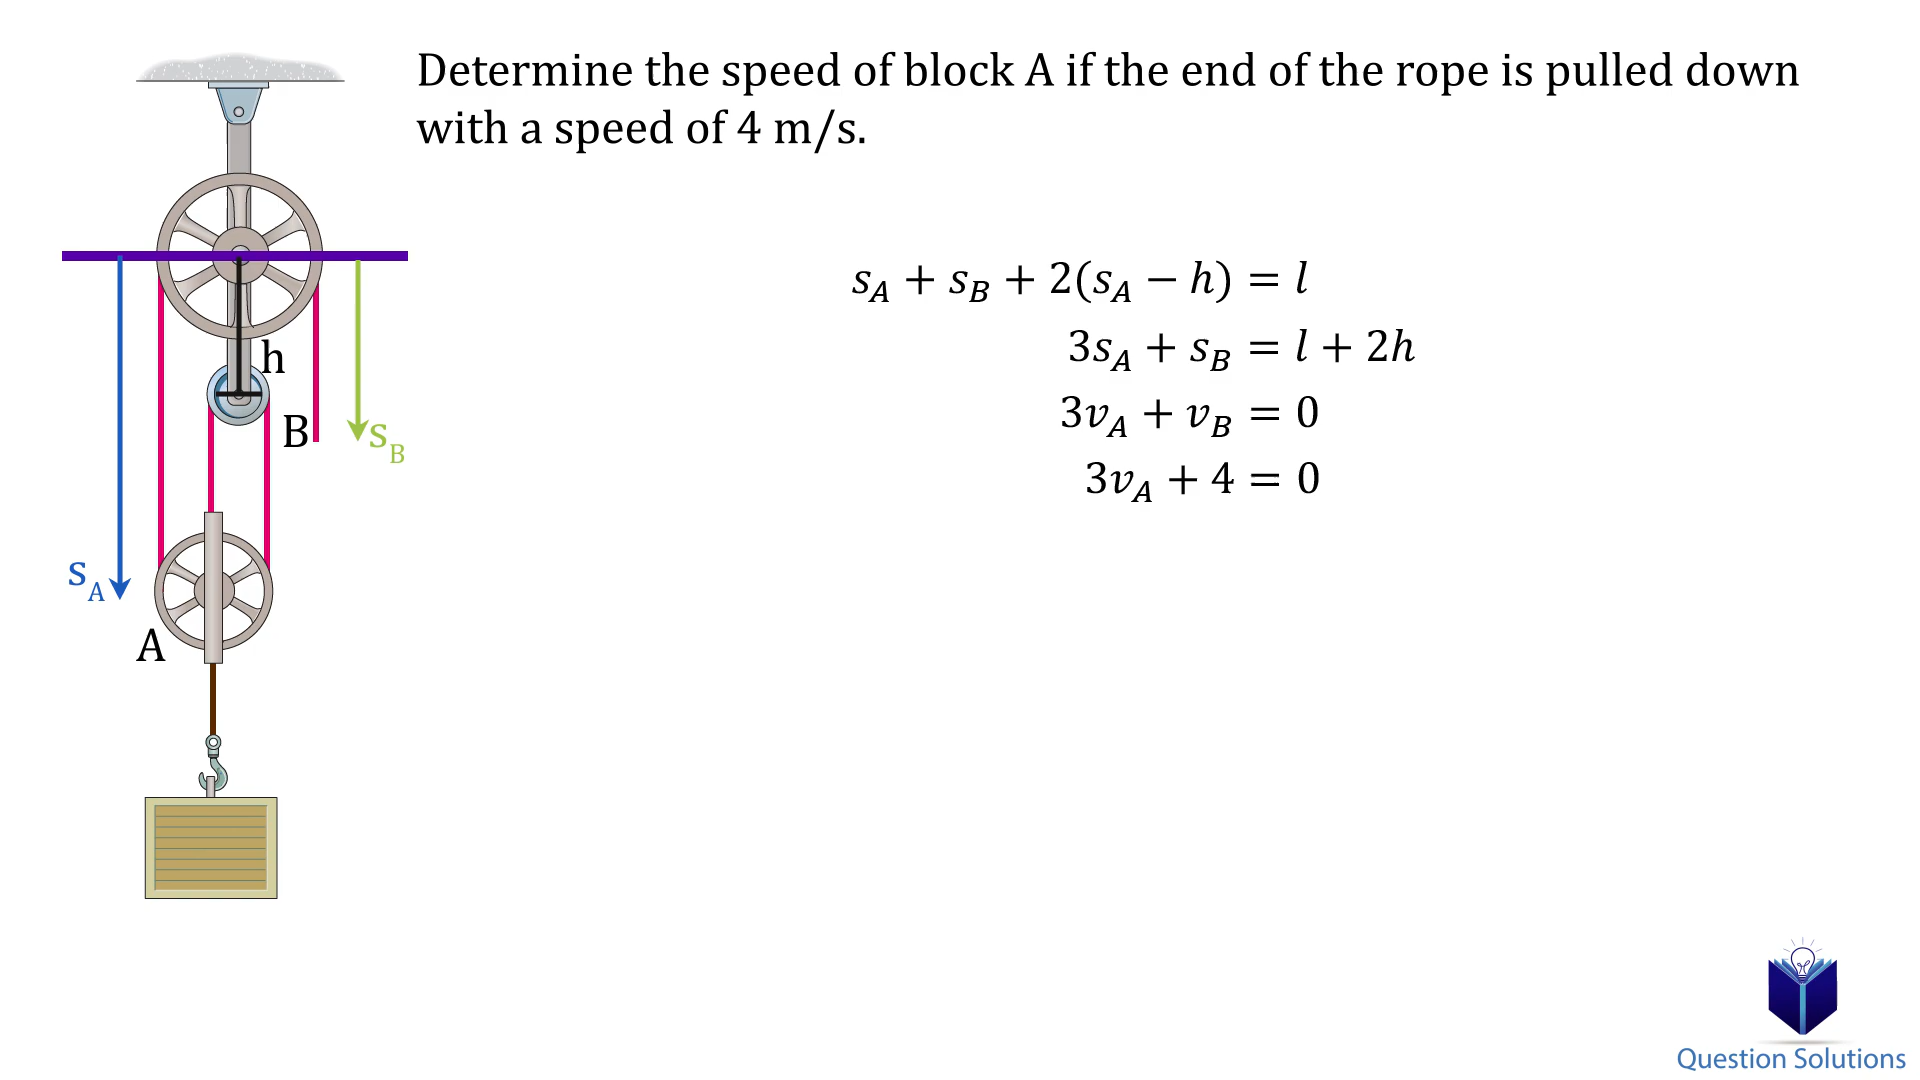 Determine the speed of block A if the end of the rope is pulled down
with a speed of 4 m/s.
s_A + s_B + 2(s_A − h) = l
3s_A + s_B = l + 2h
h
3v_A + v_B = 0
B
s_B
3v_A + 4 = 0
s_A
A
Question Solutions